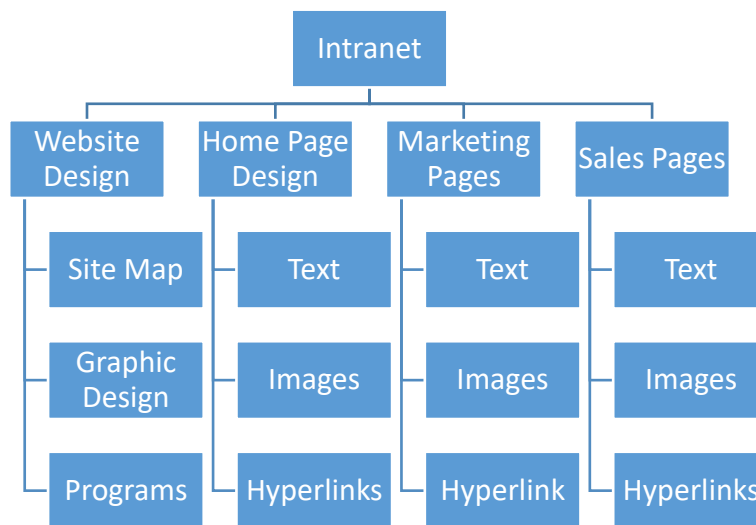 Intranet
Website
Design
Home Page
Design
Marketing
Pages
Sales Pages
Site Map
Text
Text
Text
Graphic
Design
Images
Images
Images
Programs
Hyperlinks
Hyperlink
Hyperlinks